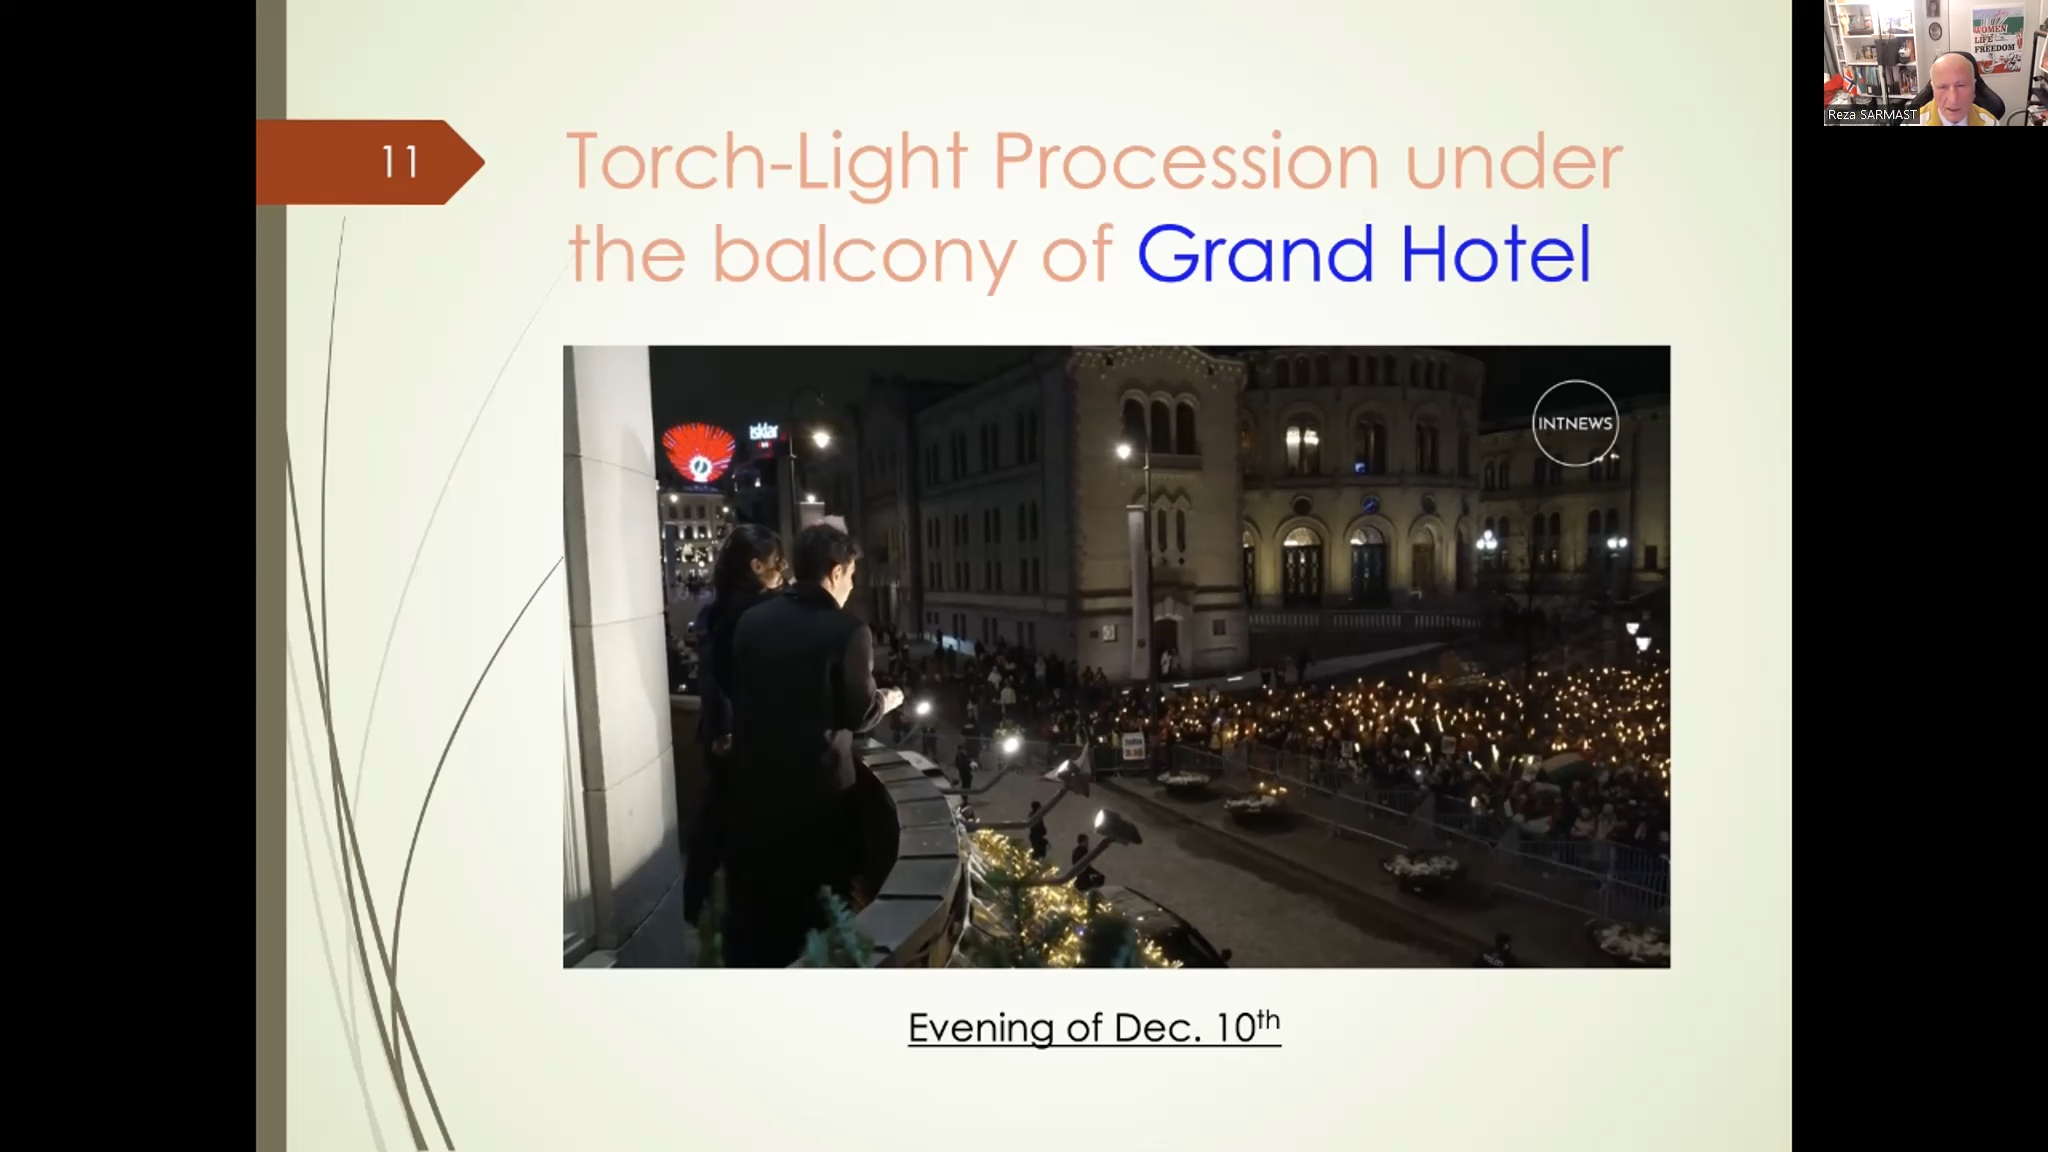 11
Torch-Light Procession under
the balcony of Grand Hotel
isklar
INTNEWS
Evening of Dec. 10th
Reza SARMAST
WOMEN
LIFE
FREEDOM